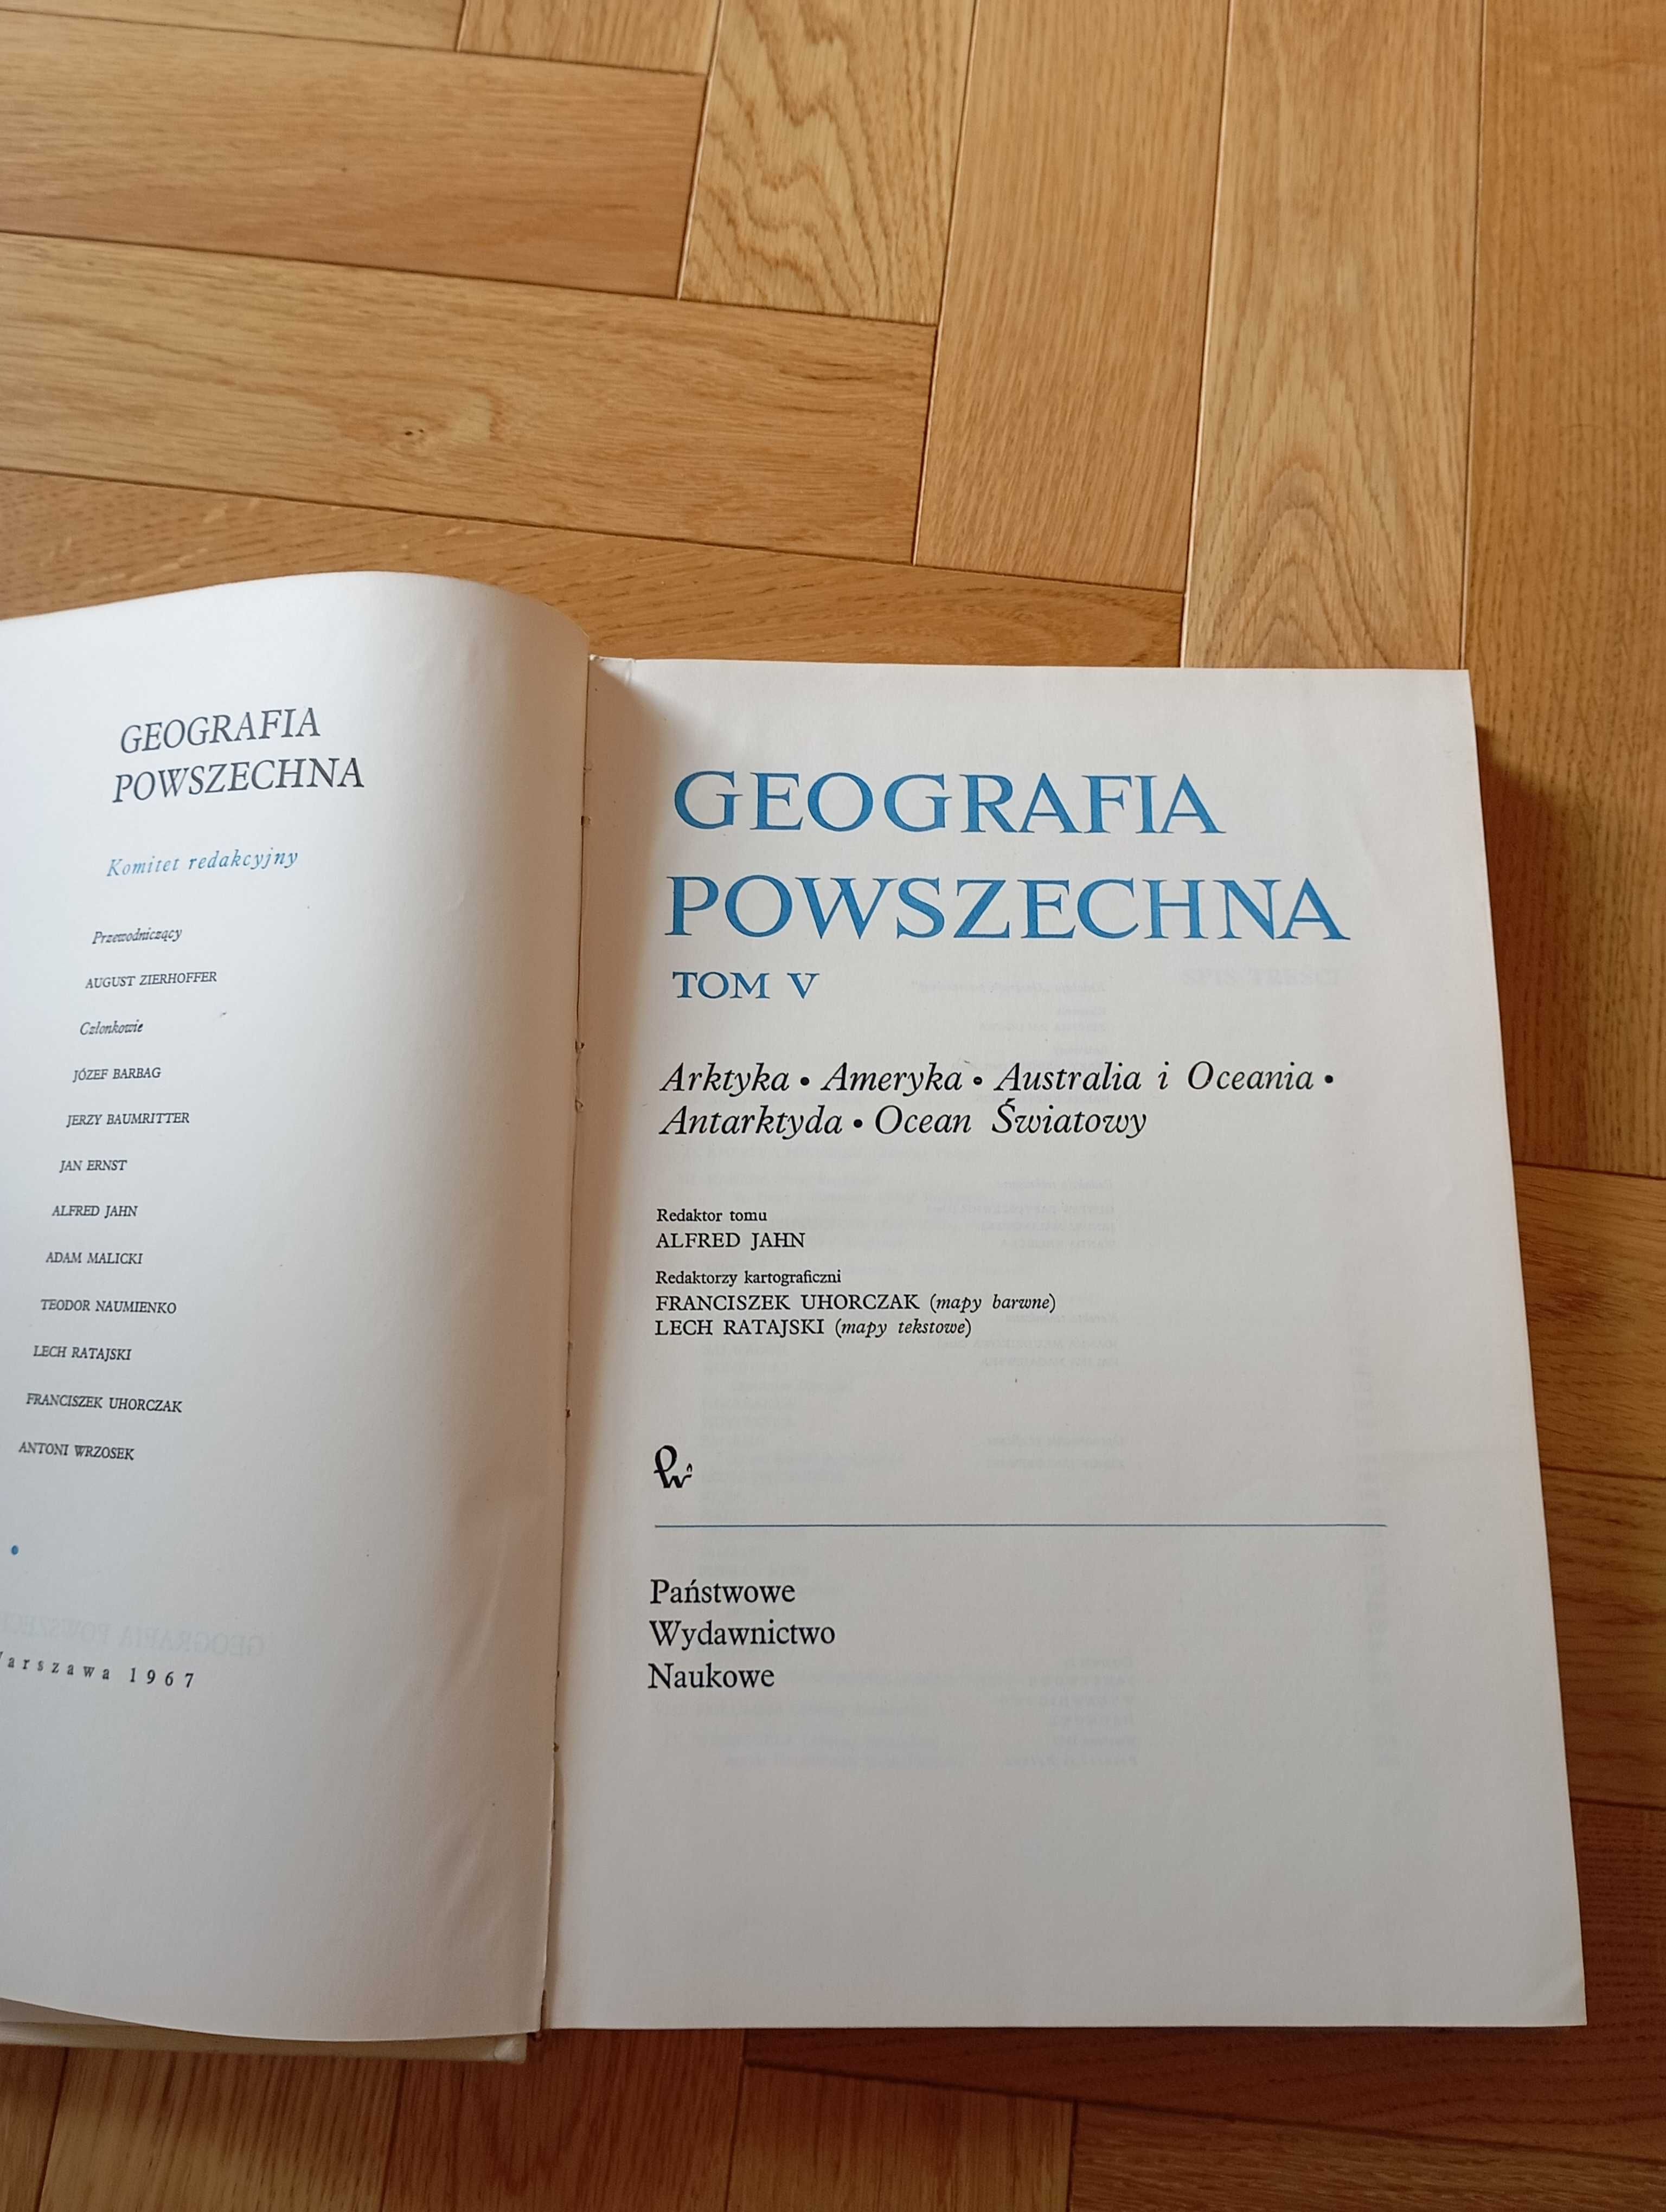 GEOGRAFIA
POWSZECHNA
Komitet redakcyjny
Przewodniczący
AUGUST ZIERHOFFER
Członkowie
JÓZEF BARBAG
JERZY BAUMRITTER
JAN ERNST
ALFRED JAHN
ADAM MALICKI
TEODOR NAUMIENKO
LECH RATAJSKI
FRANCISZEK UHORCZAK
ANTONI WRZOSEK
Warszawa 1967
GEOGRAFIA
POWSZECHNA
TOM V
Arktyka • Ameryka • Australia i Oceania •
Antarktyda • Ocean Światowy
Redaktor tomu
ALFRED JAHN
Redaktorzy kartograficzni
FRANCISZEK UHORCZAK (mapy barwne)
LECH RATAJSKI (mapy tekstowe)
Państwowe
Wydawnictwo
Naukowe